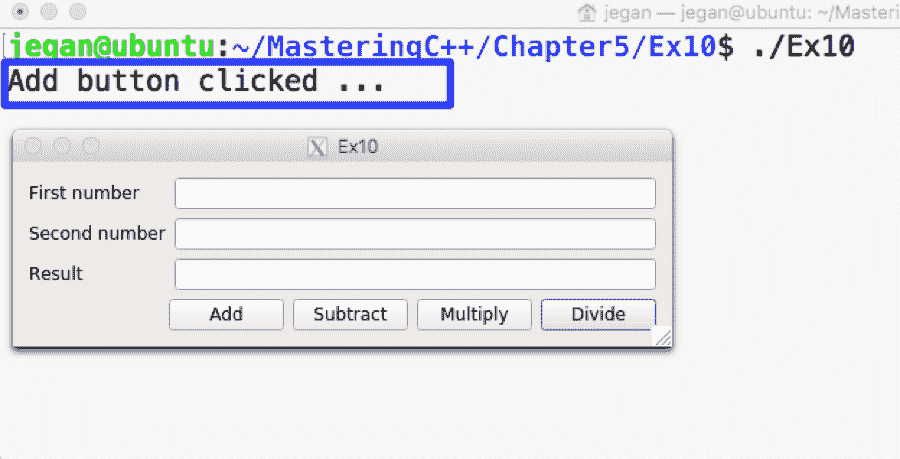 jegan — jegan@ubuntu: ~/Masteri
jegan@ubuntu:~/MasteringC++/Chapter5/Ex10$ ./Ex10
Add button clicked ...
Ex10
First number
Second number
Result
Add Subtract Multiply Divide